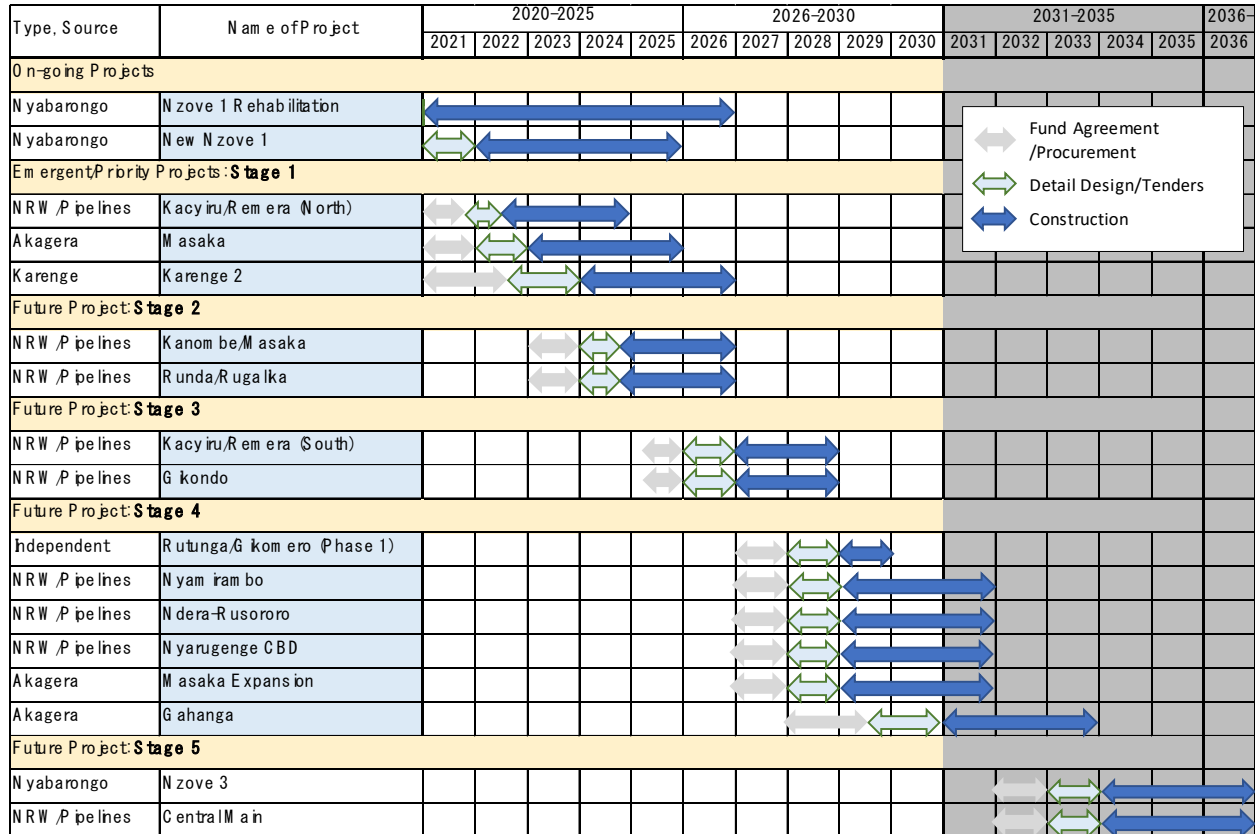 Type, Source Name of Project 2020-2025 2026-2030 2031-2035 2036-
2021 2022 2023 2024 2025 2026 2027 2028 2029 2030 2031 2032 2033 2034 2035 2036
On-going Projects
Nyabarongo Nzove 1 Rehabilitation
Nyabarongo New Nzove 1
Emergent/Priority Projects: Stage 1
NRW/Pipelines Kacyiru/Remera (North)
Akagera Masaka
Karenge Karenge 2
Future Project: Stage 2
NRW/Pipelines Kanombe/Masaka
NRW/Pipelines Runda/Rugalika
Future Project: Stage 3
NRW/Pipelines Kacyiru/Remera (South)
NRW/Pipelines Gikondo
Future Project: Stage 4
Independent Rutunga/Gikomero (Phase 1)
NRW/Pipelines Nyamirambo
NRW/Pipelines Ndera-Rusororo
NRW/Pipelines Nyarugenge CBD
Akagera Masaka Expansion
Akagera Gahanga
Future Project: Stage 5
Nyabarongo Nzove 3
NRW/Pipelines Central Main
Fund Agreement
/Procurement
Detail Design/Tenders
Construction